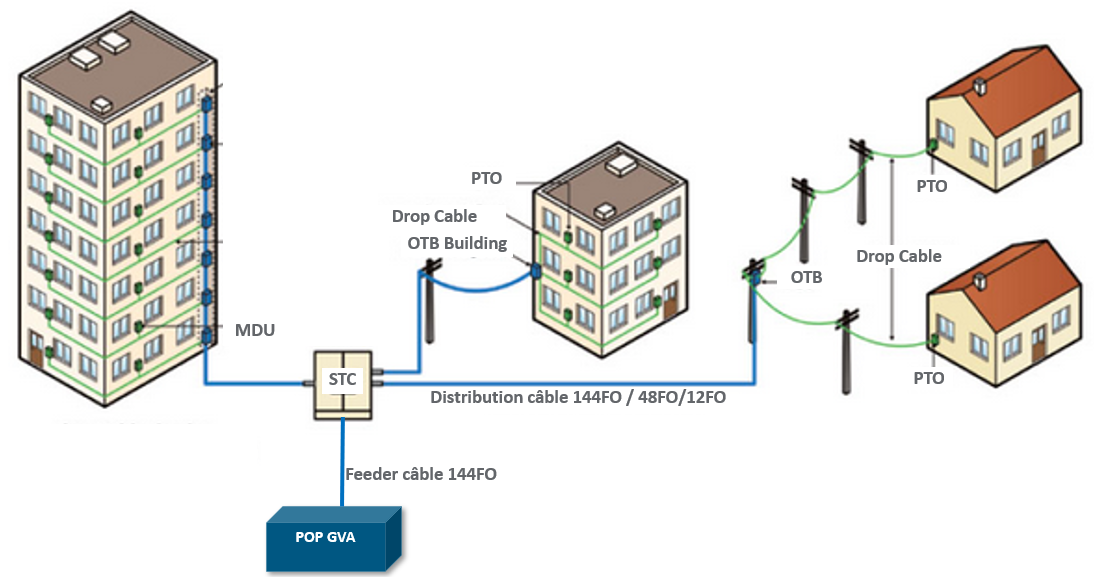 PTO
Drop Cable
OTB Building
MDU
STC
Distribution câble 144FO / 48FO/12FO
Feeder câble 144FO
POP GVA
PTO
Drop Cable
OTB
PTO